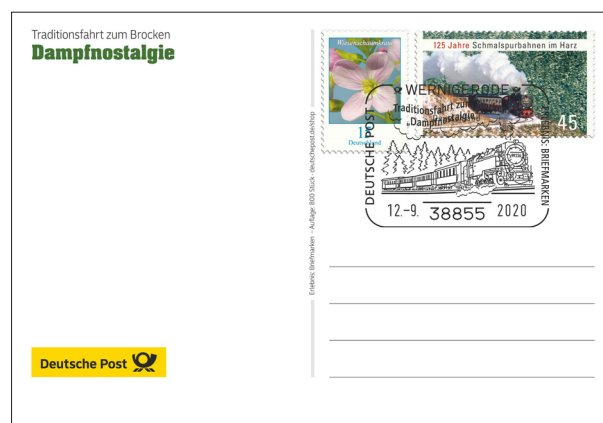 Traditionsfahrt zum Brocken
Dampfnostalgie
Wiesenschaumkraut
Deutschland
125 Jahre Schmalspurbahnen im Harz
45
WERNIGERODE
Traditionsfahrt zum
"Dampfnostalgie"
DEUTSCHE POST
ERLEBNIS: BRIEFMARKEN
12.-9. 38855 2020
Erlebnis: Briefmarken – Auflage: 800 Stück · deutschepost.de/shop
Deutsche Post